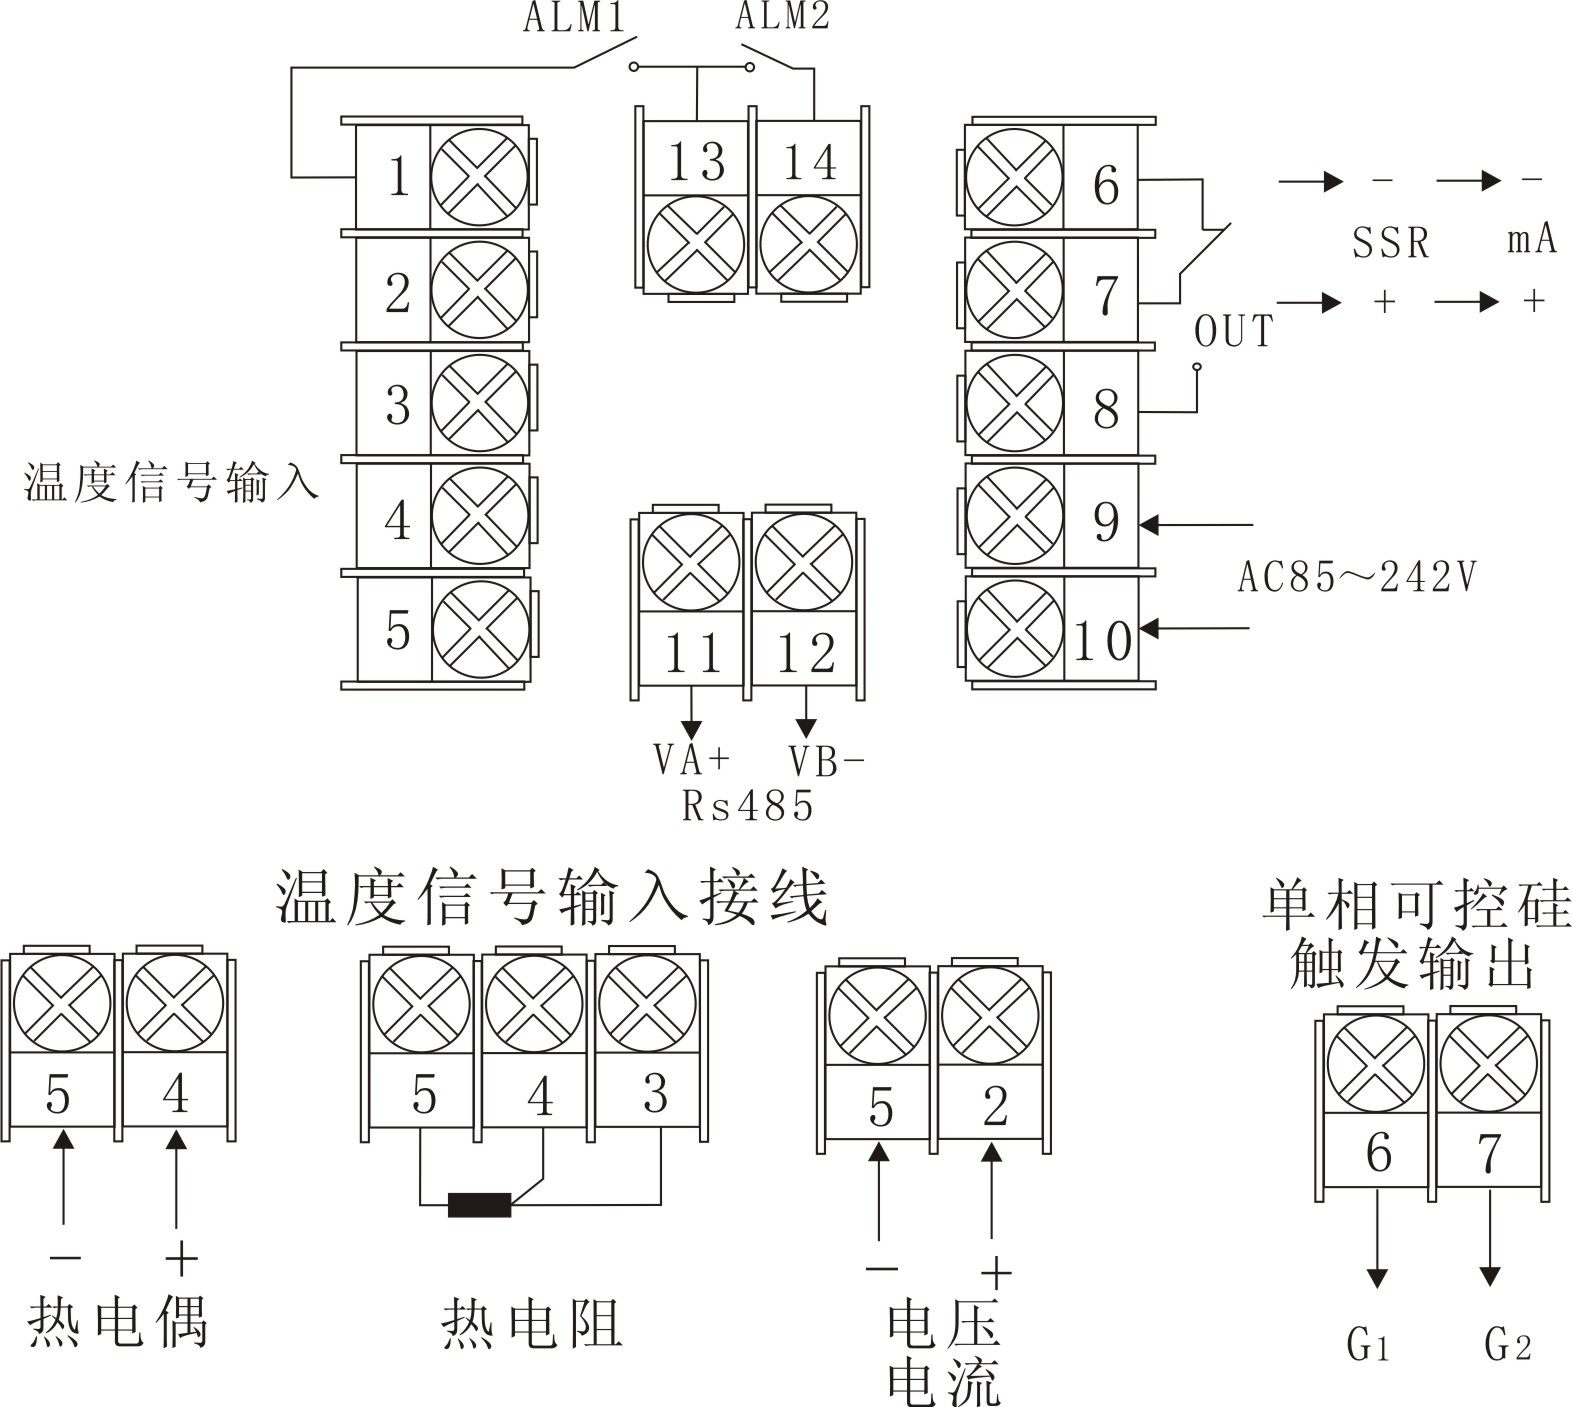 ALM1 ALM2
1 13 14 6 - -
SSR mA
2 7 + +
OUT
3 8
温度信号输入
4 9
AC85～242V
5 11 12 10
VA+ VB-
Rs485
温度信号输入接线
单相可控硅
触发输出
5 4 5 4 3 5 2 6 7
- + - +
热电偶 热电阻 电压
电流
G1 G2